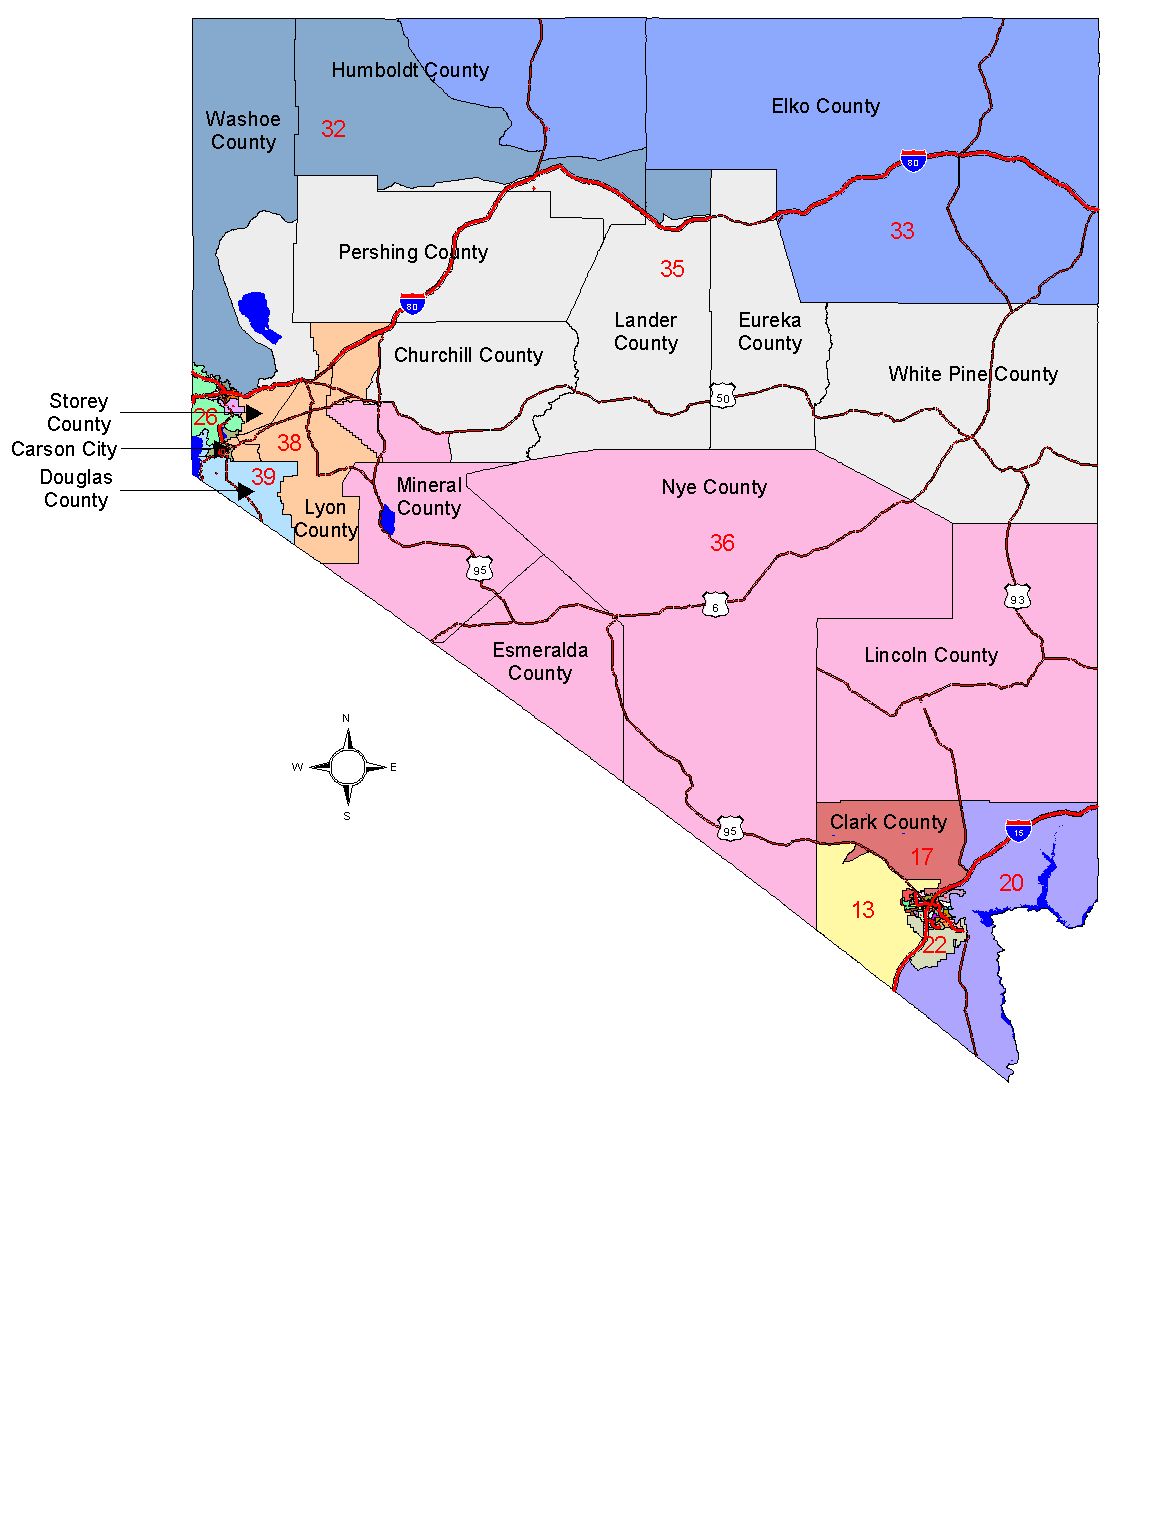 Humboldt County
Elko County
Washoe
County
32
80
33
Pershing County
35
80
Lander
County
Eureka
County
Churchill County
White Pine County
50
Storey
County
26
38
Carson City
39
Douglas
County
Mineral
County
Nye County
Lyon
County
36
95
6
93
Esmeralda
County
Lincoln County
N
W
E
S
Clark County
95
15
17
20
13
22